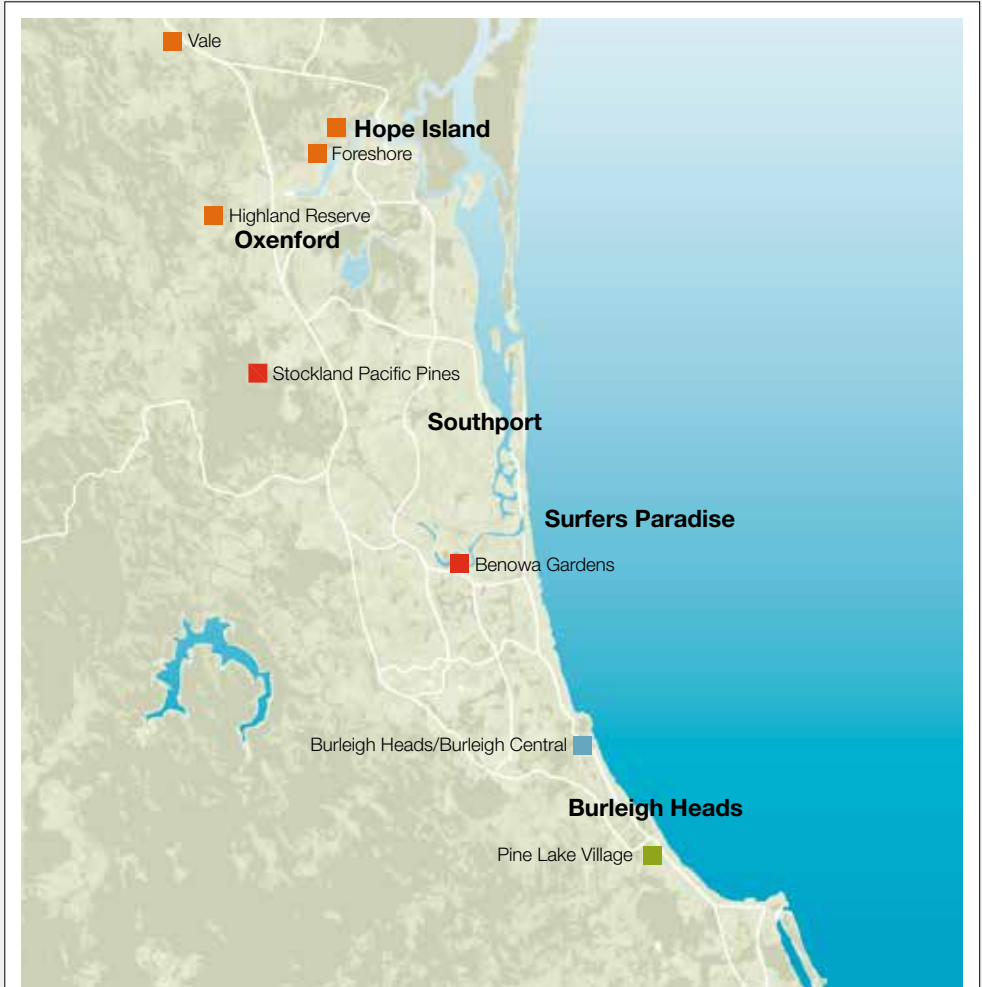 Vale
Hope Island
Foreshore
Highland Reserve
Oxenford
Stockland Pacific Pines
Southport
Surfers Paradise
Benowa Gardens
Burleigh Heads/Burleigh Central
Burleigh Heads
Pine Lake Village